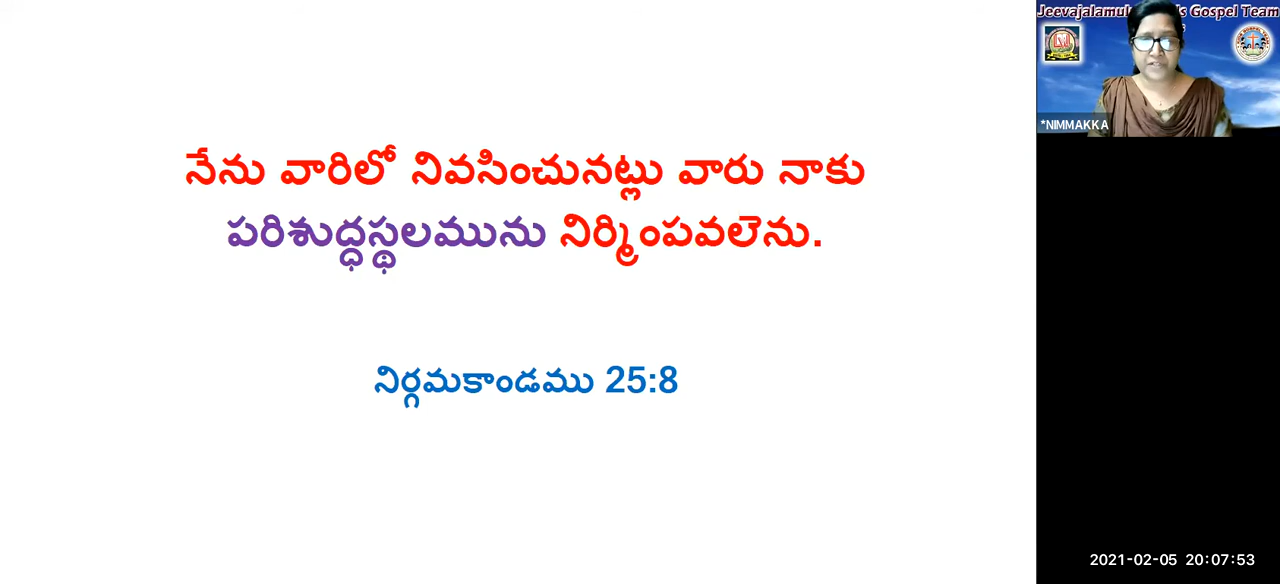 నేను వారిలో నివసించునట్లు వారు నాకు
పరిశుద్ధస్థలమును నిర్మింపవలెను.
నిర్గమకాండము 25:8
Gospel Team
*NIMMAKKA
2021-02-05 20:07:53